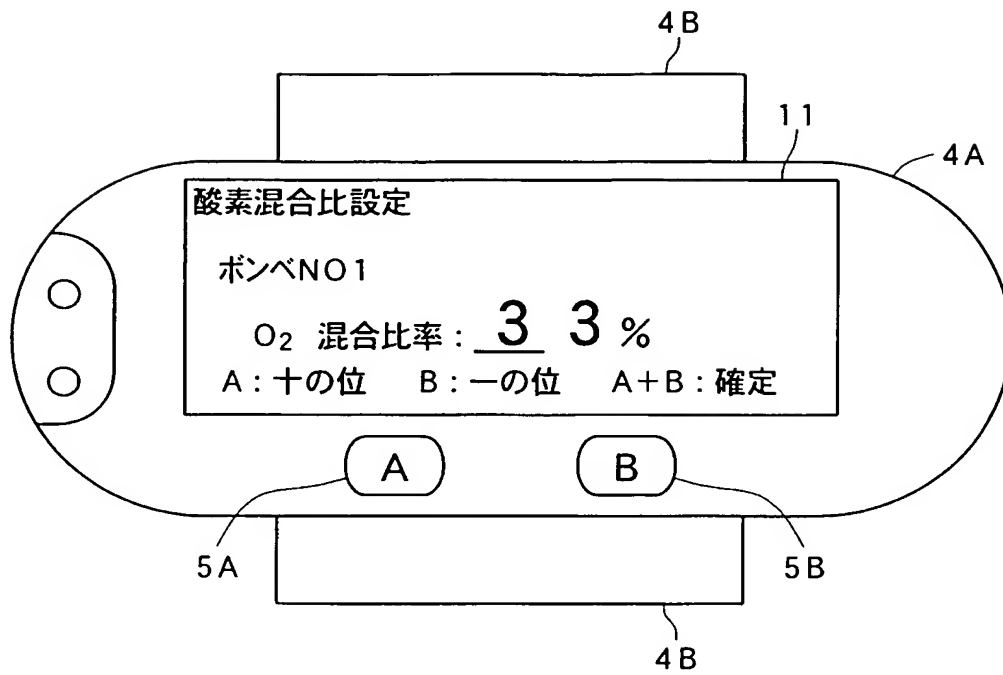 4B
11
4A
酸素混合比設定
ボンベNO1
O₂ 混合比率：３ ３％
A：十の位 B：一の位 A＋B：確定
A B
5A 5B
4B